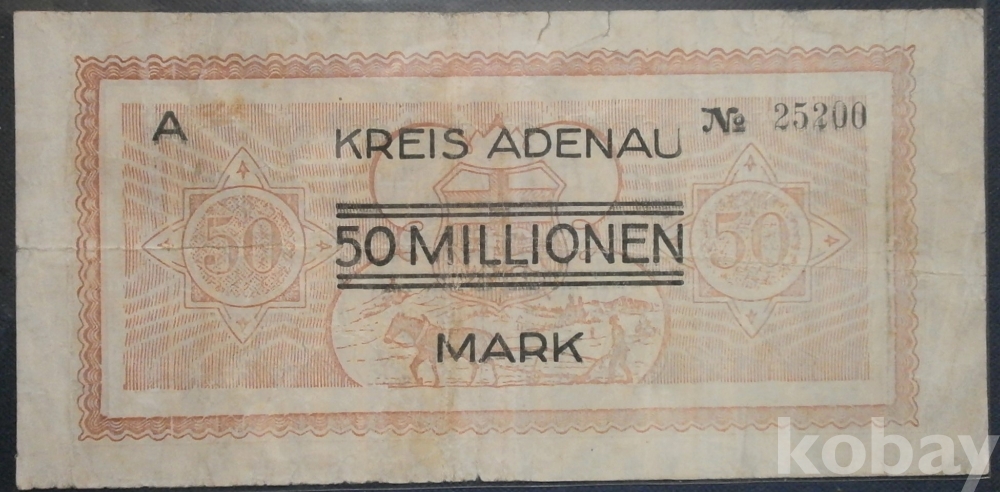 A
KREIS ADENAU
№ 25200
50
50 MILLIONEN
50
MARK
kobay